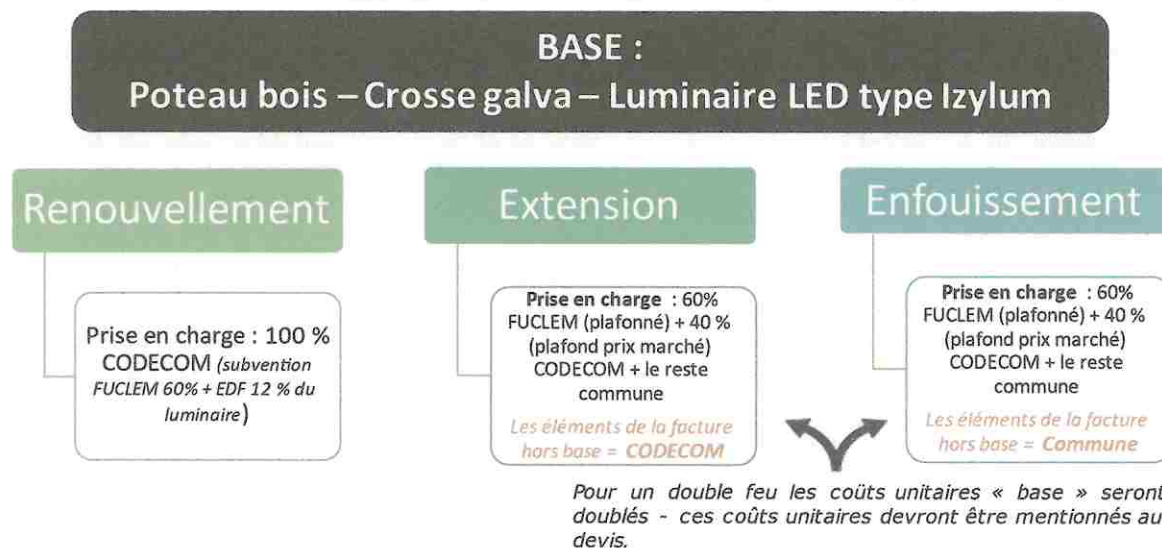 BASE :
Poteau bois – Crosse galva – Luminaire LED type Izylum
Renouvellement
Prise en charge : 100 %
CODECOM (subvention
FUCLEM 60% + EDF 12 % du
luminaire)
Extension
Prise en charge : 60%
FUCLEM (plafonné) + 40 %
(plafond prix marché)
CODECOM + le reste
commune
Les éléments de la facture
hors base = CODECOM
Enfouissement
Prise en charge : 60%
FUCLEM (plafonné) + 40 %
(plafond prix marché)
CODECOM + le reste
commune
Les éléments de la facture
hors base = Commune
Pour un double feu les coûts unitaires « base » seront
doublés - ces coûts unitaires devront être mentionnés au
devis.